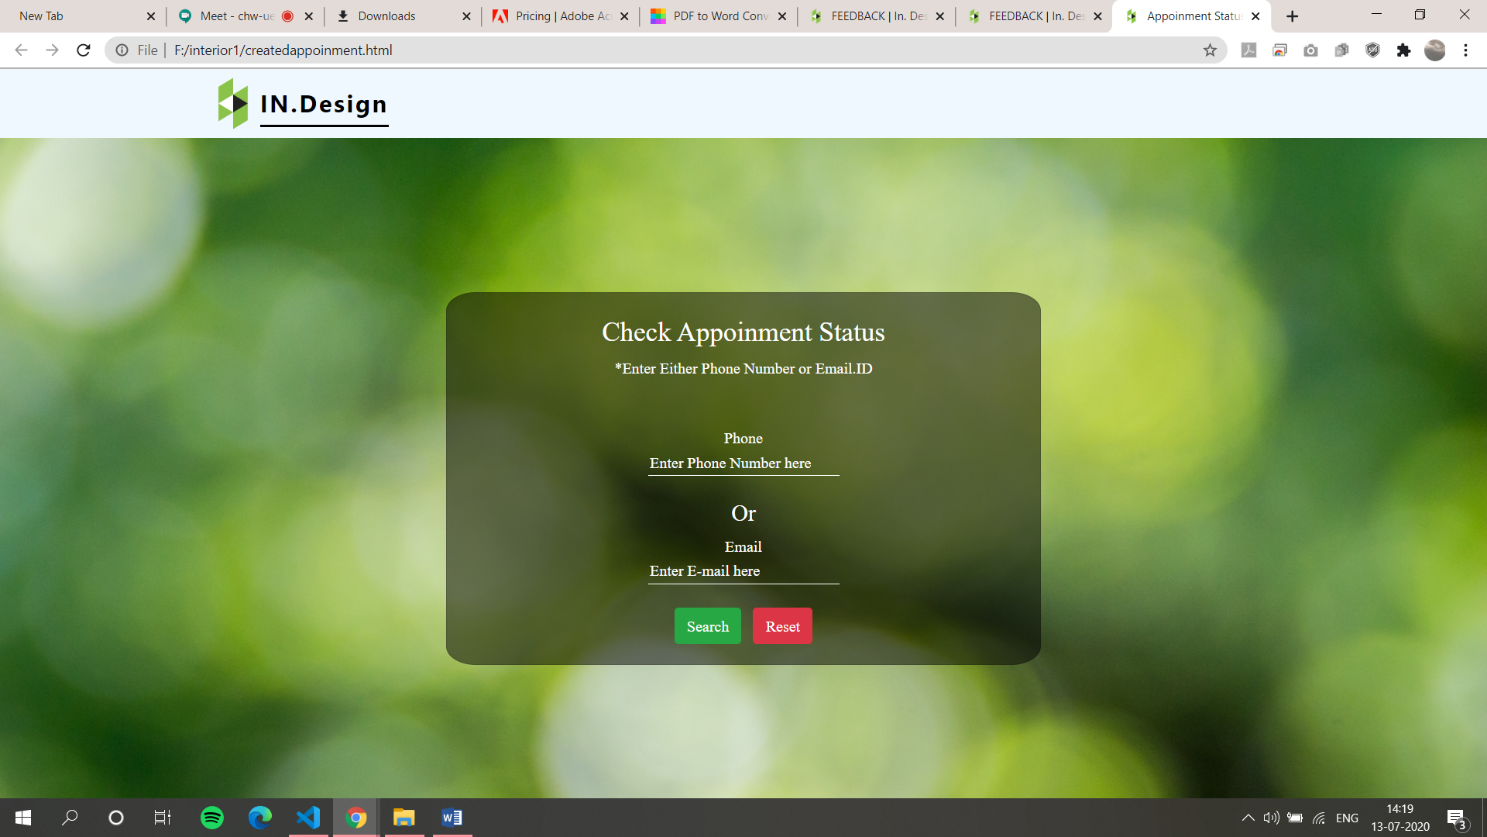 New Tab
Meet - chw-ue
Downloads
Pricing | Adobe Ac
PDF to Word Conv
FEEDBACK | In. De
FEEDBACK | In. De
Appoinment Statu
File | F:/interior1/createdappoinment.html
IN.Design
Check Appoinment Status
*Enter Either Phone Number or Email.ID
Phone
Enter Phone Number here
Or
Email
Enter E-mail here
Search
Reset
ENG
14:19
13-07-2020
3